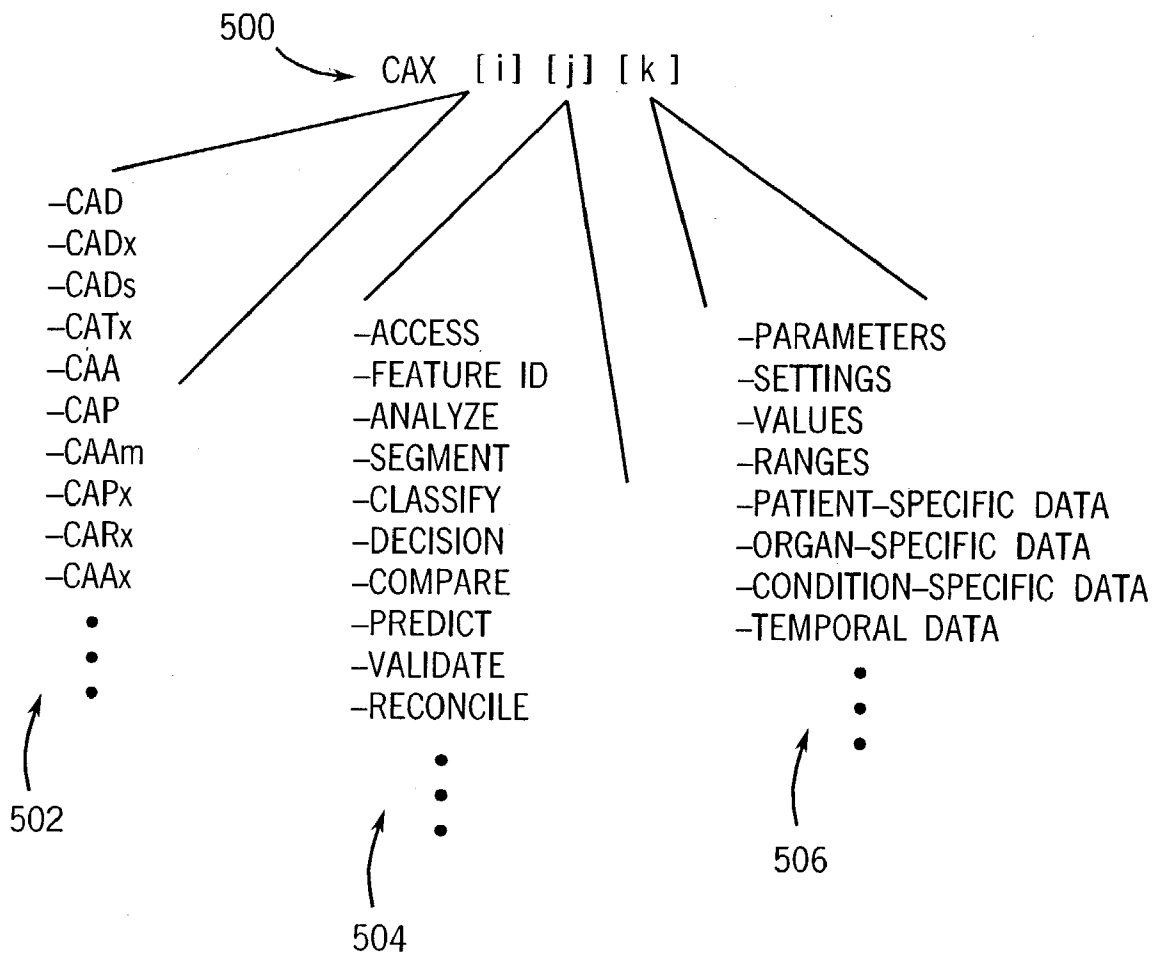 500
CAX [i] [j] [k]
–CAD
–CADx
–CADs
–CATx
–CAA
–CAP
–CAAm
–CAPx
–CARx
–CAAx
502
–ACCESS
–FEATURE ID
–ANALYZE
–SEGMENT
–CLASSIFY
–DECISION
–COMPARE
–PREDICT
–VALIDATE
–RECONCILE
504
–PARAMETERS
–SETTINGS
–VALUES
–RANGES
–PATIENT–SPECIFIC DATA
–ORGAN–SPECIFIC DATA
–CONDITION–SPECIFIC DATA
–TEMPORAL DATA
506